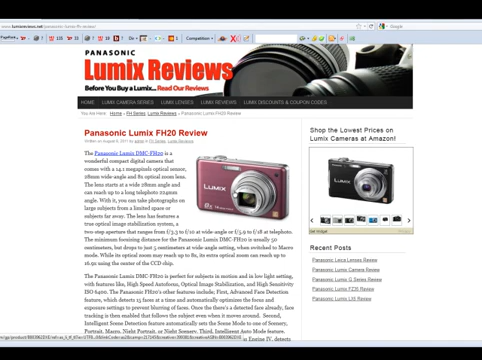 PANASONIC
Lumix Reviews
Before You Buy a Lumix... Read Our Reviews
HOME LUMIX CAMERA SERIES LUMIX LENSES LUMIX REVIEWS LUMIX DISCOUNTS & COUPON CODES
You Are Here: Home » FH Series, Lumix Reviews » Panasonic Lumix FH20 Review
Panasonic Lumix FH20 Review
The Panasonic Lumix DMC-FH20 is a
wonderful compact digital camera that
comes with a 14.1 megapixels optical sensor,
28mm wide-angle and 8x optical zoom lens.
The lens starts at a wide 28mm angle and
can reach to a long telephoto 224mm
angle. With it, you can take photographs on
large subjects from a limited space or
subjects far away. The lens has features a
true optical image stabilization system, a
two-step aperture that ranges from f/3.3 to f/10 at wide-angle or f/5.9 to f/18 at telephoto.
The minimum focusing distance for the Panasonic Lumix DMC-FH20 is usually 50
centimeters, but drops to just 5 centimeters at wide angle setting, when switched to Macro
mode. While its optical zoom may reach up to 8x, its extra optical zoom can reach up to
of the CCD chip.
The Panasonic Lumix DMC-FH20 is perfect for subjects in motion and in low light setting,
with features like, High Speed Autofocus, Optical Image Stabilization, and High Sensitivity
ISO 6400. The Panasonic FH20's other features include; First, Advanced Face Detection
feature, which detects 15 faces at a time and automatically optimizes the focus and
exposure settings to prevent blurring of faces. Once there's a detected face already, face
tracking is then enabled that follows the subject even when it moves around. Second,
Intelligent Scene Detection feature automatically sets the Scene Mode to one of Scenery,
Portrait, Macro, Night Portrait, or Night Scenery. Third, Intelligent Auto Mode feature.
Shop the Lowest Prices on
Lumix Cameras at Amazon!
LUMIX
Recent Posts
Panasonic Leica Lenses Review
Panasonic Lumix Camera Review
Panasonic Lumix G Series Review
Panasonic Lumix FZ35 Review
Panasonic Lumix LX5 Review